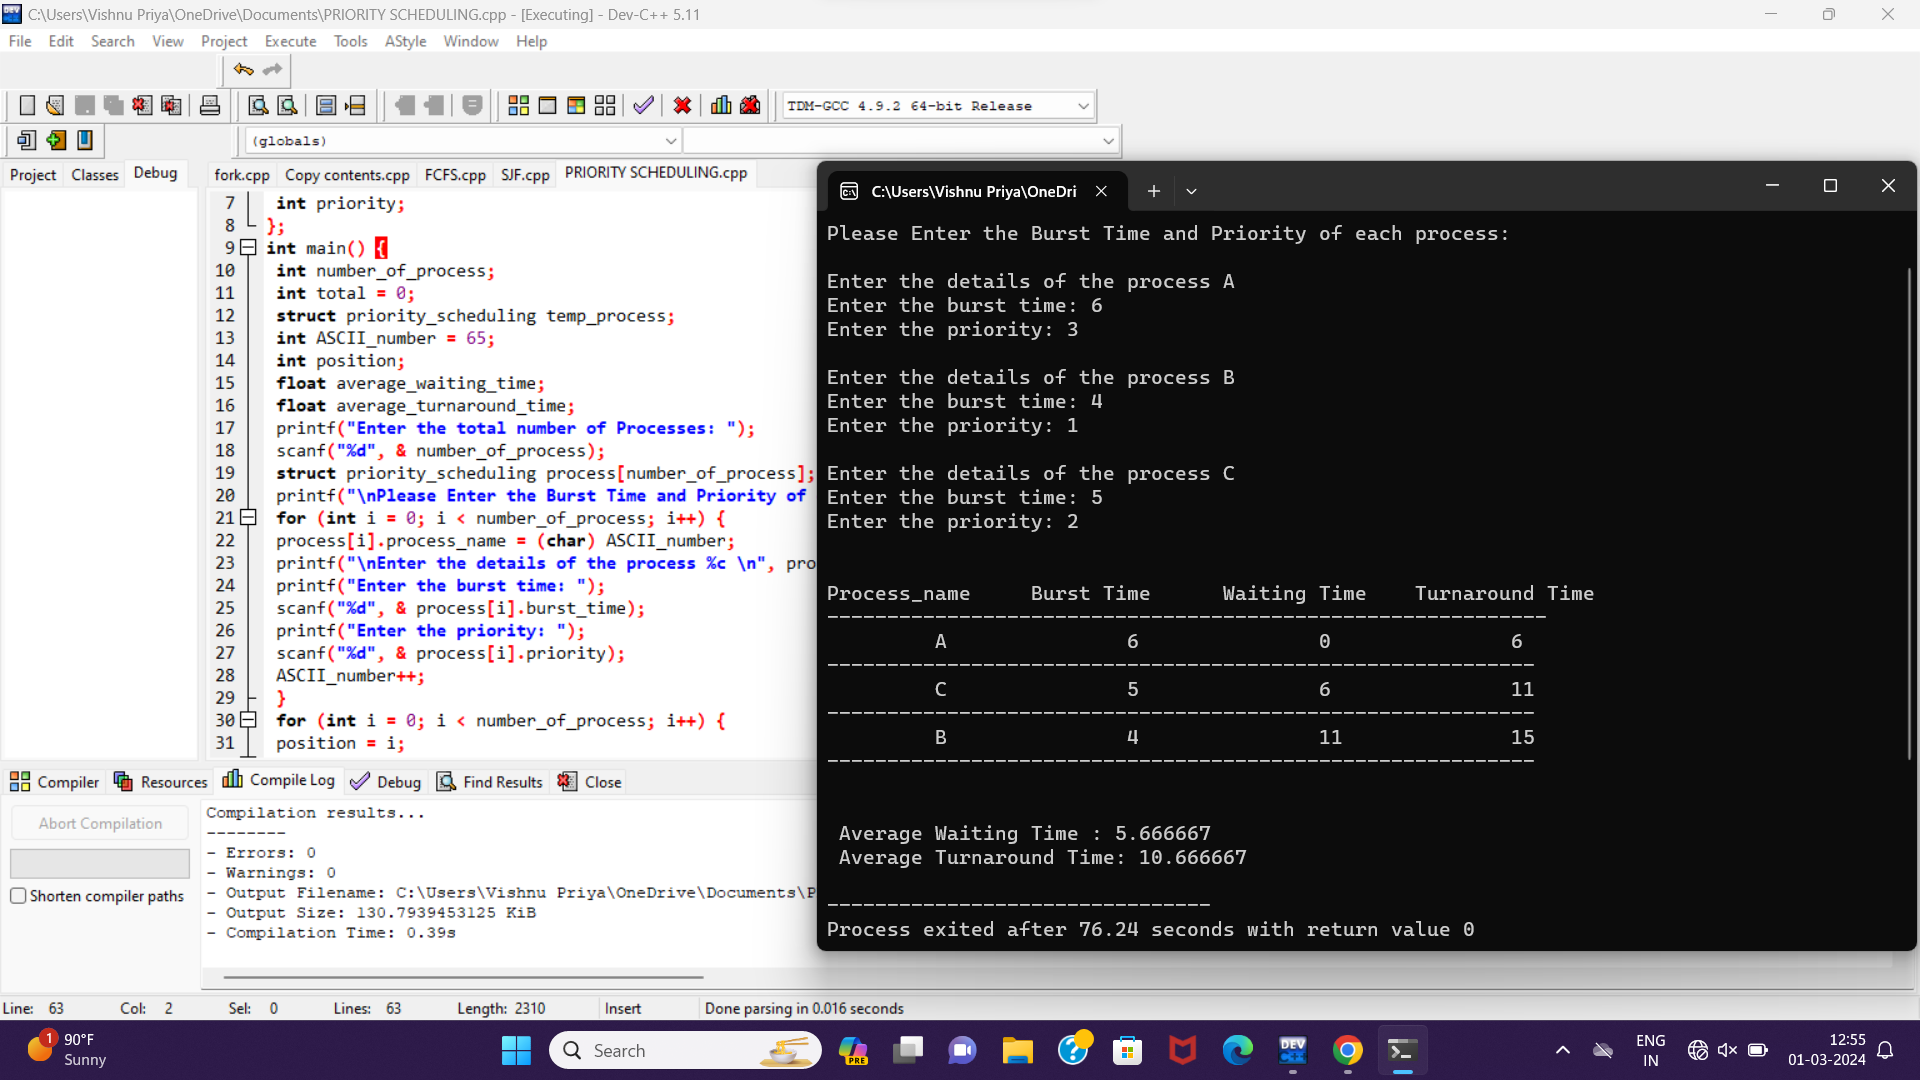 C:\Users\Vishnu Priya\OneDrive\Documents\PRIORITY SCHEDULING.cpp - [Executing] - Dev-C++ 5.11
File Edit Search View Project Execute Tools AStyle Window Help
TDM-GCC 4.9.2 64-bit Release
(globals)
Project Classes Debug
fork.cpp Copy contents.cpp FCFS.cpp SJF.cpp PRIORITY SCHEDULING.cpp
7 int priority;
8 };
9 int main() {
10 int number_of_process;
11 int total = 0;
12 struct priority_scheduling temp_process;
13 int ASCII_number = 65;
14 int position;
15 float average_waiting_time;
16 float average_turnaround_time;
17 printf("Enter the total number of Processes: ");
18 scanf("%d", & number_of_process);
19 struct priority_scheduling process[number_of_process];
20 printf("\nPlease Enter the Burst Time and Priority of
21 for (int i = 0; i < number_of_process; i++) {
22 process[i].process_name = (char) ASCII_number;
23 printf("\nEnter the details of the process %c \n", pro
24 printf("Enter the burst time: ");
25 scanf("%d", & process[i].burst_time);
26 printf("Enter the priority: ");
27 scanf("%d", & process[i].priority);
28 ASCII_number++;
29 }
30 for (int i = 0; i < number_of_process; i++) {
31 position = i;
C:\Users\Vishnu Priya\OneDri
Please Enter the Burst Time and Priority of each process:
Enter the details of the process A
Enter the burst time: 6
Enter the priority: 3
Enter the details of the process B
Enter the burst time: 4
Enter the priority: 1
Enter the details of the process C
Enter the burst time: 5
Enter the priority: 2
Process_name Burst Time Waiting Time Turnaround Time
------------------------------------------------------------
A 6 0 6
-----------------------------------------------------------
C 5 6 11
-----------------------------------------------------------
B 4 11 15
-----------------------------------------------------------
Average Waiting Time : 5.666667
Average Turnaround Time: 10.666667
--------------------------------
Process exited after 76.24 seconds with return value 0
Compiler Resources Compile Log Debug Find Results Close
Abort Compilation
Shorten compiler paths
Compilation results...
--------
- Errors: 0
- Warnings: 0
- Output Filename: C:\Users\Vishnu Priya\OneDrive\Documents\P
- Output Size: 130.7939453125 KiB
- Compilation Time: 0.39s
Line: 63 Col: 2 Sel: 0 Lines: 63 Length: 2310 Insert Done parsing in 0.016 seconds
1
90°F
Sunny
Search
PRE
DEV
C++
ENG
IN
12:55
01-03-2024